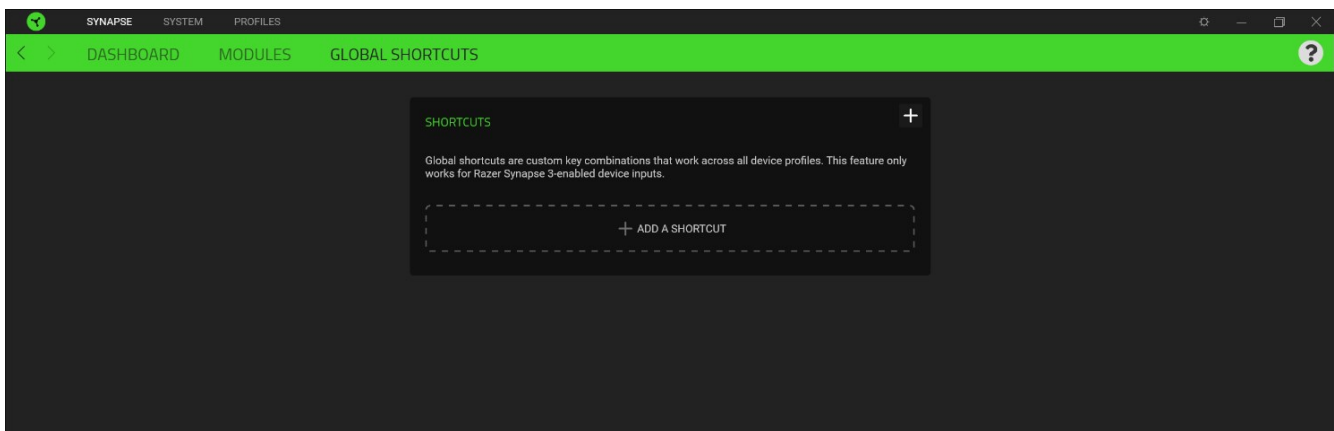 SYNAPSE SYSTEM PROFILES
DASHBOARD MODULES GLOBAL SHORTCUTS ?
SHORTCUTS
Global shortcuts are custom key combinations that work across all device profiles. This feature only
works for Razer Synapse 3-enabled device inputs.
ADD A SHORTCUT